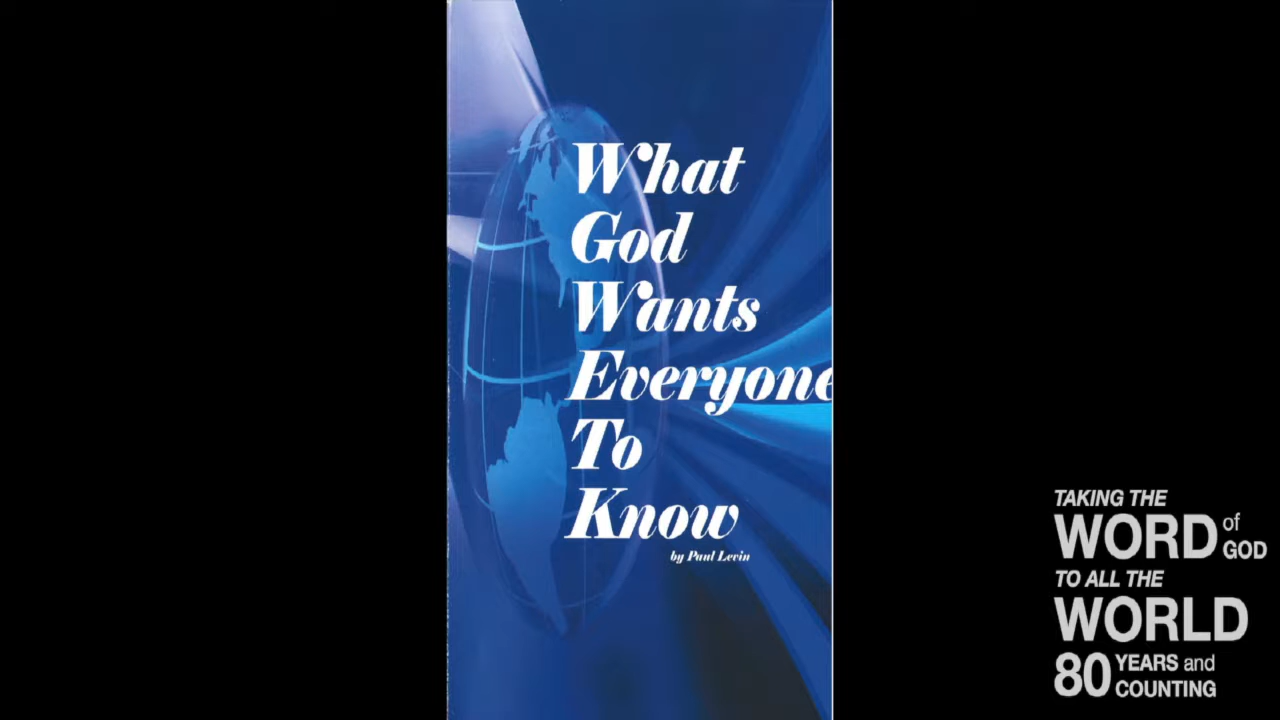 What
God
Wants
Everyone
To
Know
by Paul Levin
TAKING THE
WORD of GOD
TO ALL THE
WORLD
80 YEARS and COUNTING